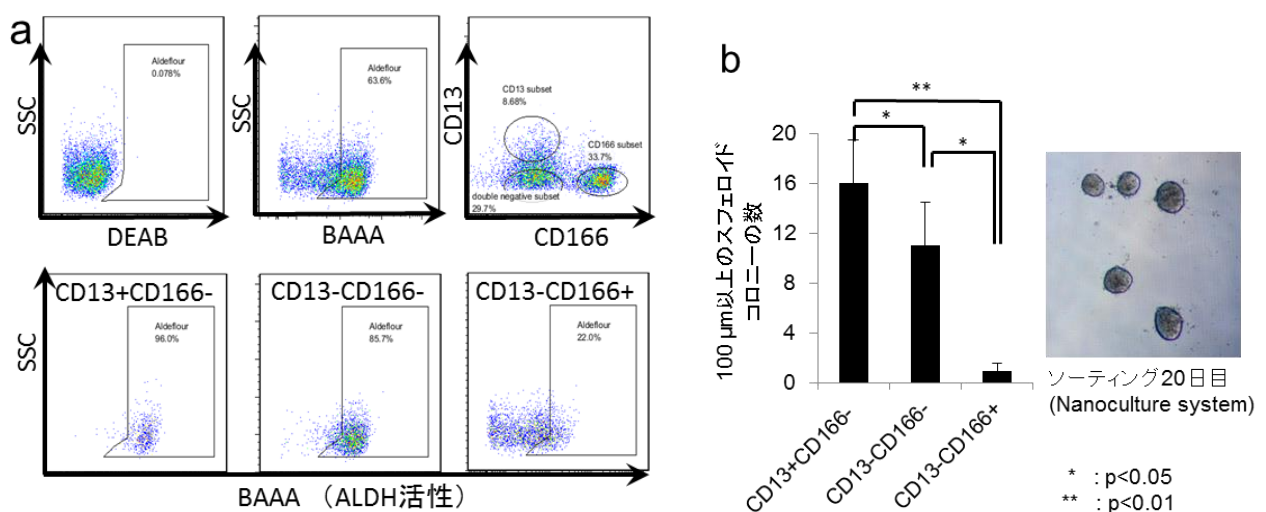 a
SSC
Aldeflour
0.078%
DEAB
SSC
Aldeflour
63.6%
BAAA
CD13
CD13 subset
8.68%
CD166 subset
33.7%
double negative subset
29.7%
CD166
SSC
CD13+CD166-
Aldeflour
96.0%
CD13-CD166-
Aldeflour
85.7%
CD13-CD166+
Aldeflour
22.0%
BAAA (ALDH活性)
b
100 μm以上のスフェロイド
コロニーの数
20
16
12
8
4
0
**
*
*
CD13+CD166-
CD13-CD166-
CD13-CD166+
ソーティング20日目
(Nanoculture system)
* : p<0.05
** : p<0.01